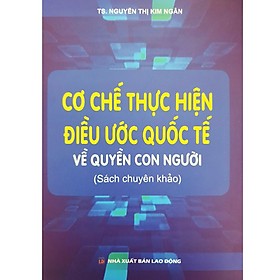 TS. NGUYỄN THỊ KIM NGÂN
CƠ CHẾ THỰC HIỆN
ĐIỀU ƯỚC QUỐC TẾ
VỀ QUYỀN CON NGƯỜI
(Sách chuyên khảo)
NHÀ XUẤT BẢN LAO ĐỘNG